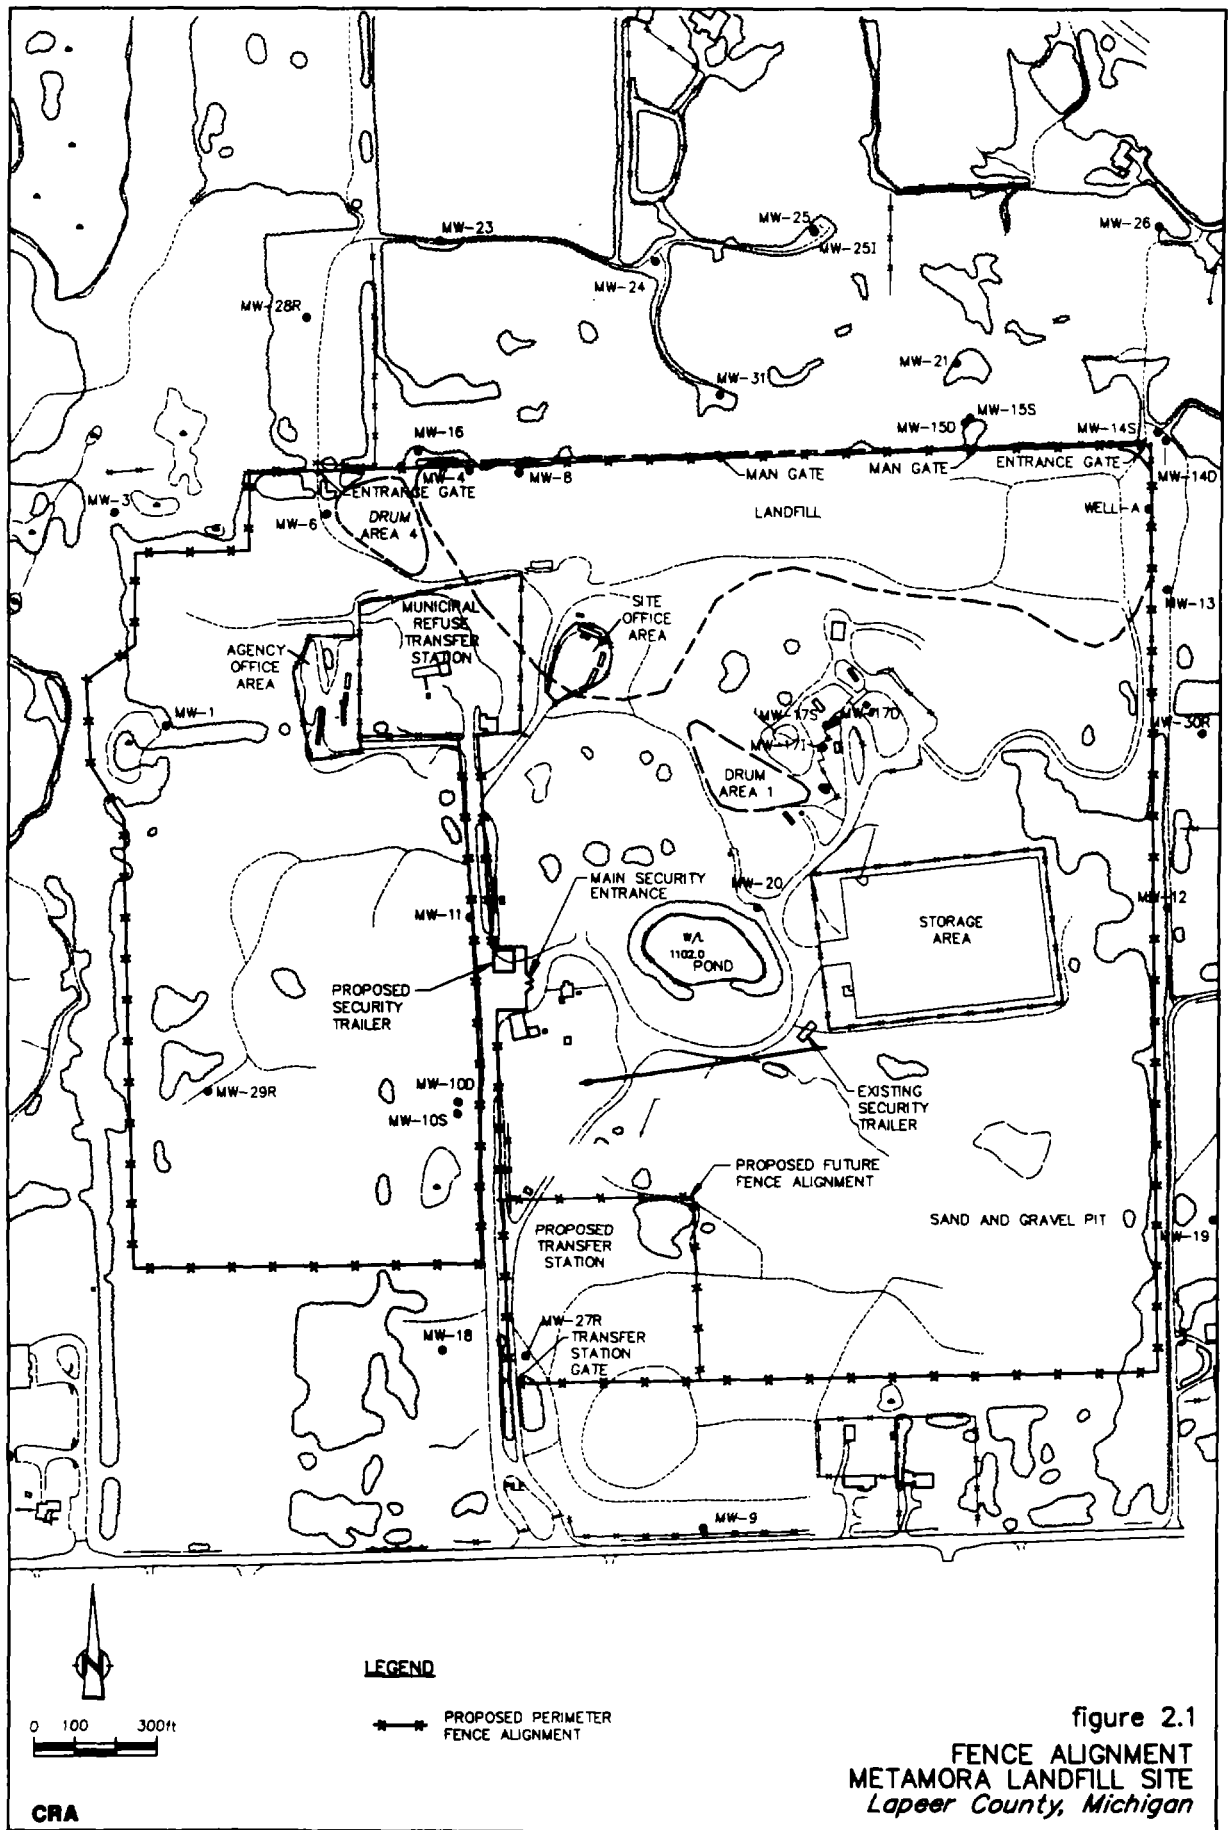 MW-23
MW-25
MW-25I
MW-26
MW-24
MW-28R
MW-21
MW-31
MW-15S
MW-15D
MW-14S
MW-16
MW-4
MW-8
MAN GATE
MAN GATE
ENTRANCE GATE
MW-14D
ENTRANCE GATE
MW-3
MW-6
DRUM
AREA 4
LANDFILL
WELL-A
MW-13
MUNICIPAL
REFUSE
TRANSFER
STATION
SITE
OFFICE
AREA
AGENCY
OFFICE
AREA
MW-1
MW-17S
MW-17D
MW-30R
MW-17I
DRUM
AREA 1
MAIN SECURITY
ENTRANCE
MW-20
MW-11
MW-12
STORAGE
AREA
W/L
1102.0
POND
PROPOSED
SECURITY
TRAILER
MW-10D
MW-29R
MW-10S
EXISTING
SECURITY
TRAILER
PROPOSED FUTURE
FENCE ALIGNMENT
PROPOSED
TRANSFER
STATION
SAND AND GRAVEL PIT
MW-19
MW-27R
MW-18
TRANSFER
STATION
GATE
PILE
MW-9
N
0 100 300ft
LEGEND
PROPOSED PERIMETER
FENCE ALIGNMENT
figure 2.1
FENCE ALIGNMENT
METAMORA LANDFILL SITE
Lapeer County, Michigan
CRA